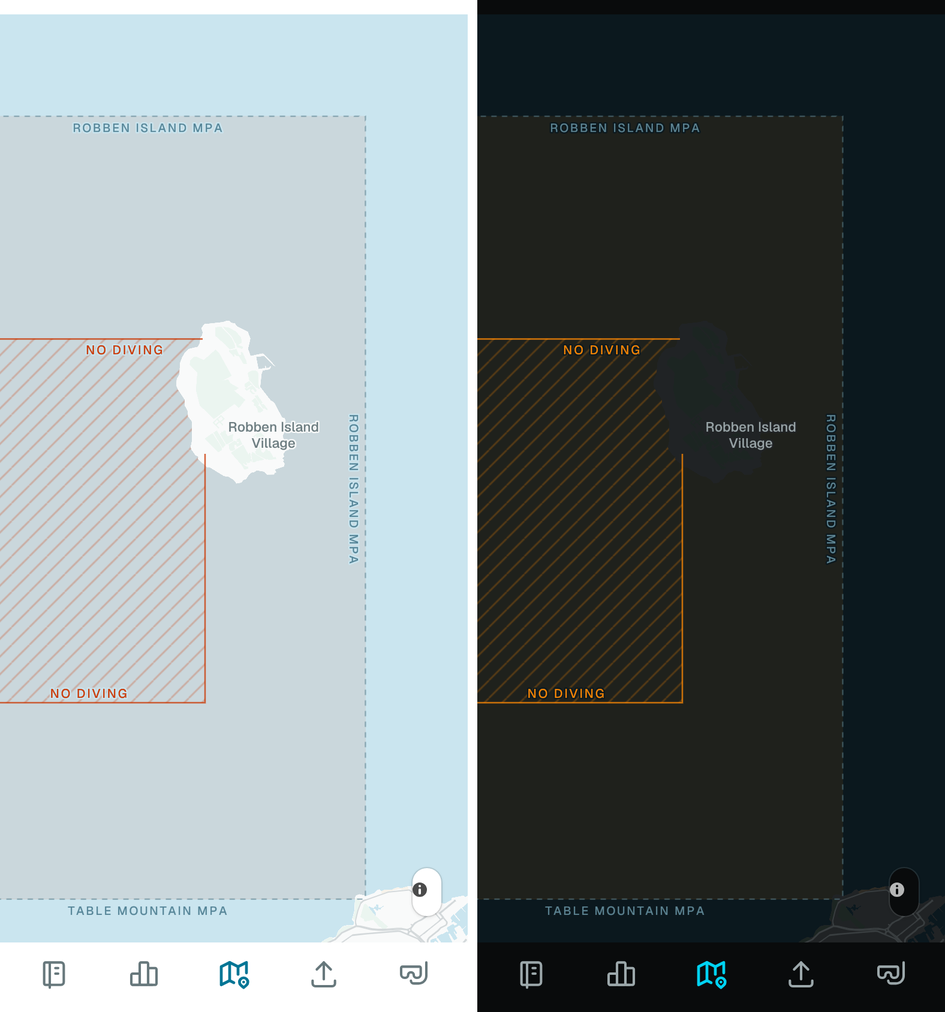 ROBBEN ISLAND MPA
NO DIVING
Robben Island
Village
ROBBEN ISLAND MPA
NO DIVING
TABLE MOUNTAIN MPA
ROBBEN ISLAND MPA
NO DIVING
Robben Island
Village
ROBBEN ISLAND MPA
NO DIVING
TABLE MOUNTAIN MPA